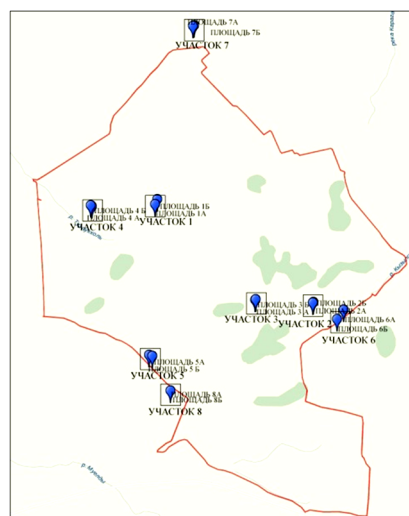 ПЛОЩАДЬ 7А
ПЛОЩАДЬ 7Б
УЧАСТОК 7
ПЛОЩАДЬ 4 Б
ПЛОЩАДЬ 4 А
УЧАСТОК 4
ПЛОЩАДЬ 1Б
ПЛОЩАДЬ 1А
УЧАСТОК 1
ПЛОЩАДЬ 3 Б
ПЛОЩАДЬ 3 А
УЧАСТОК 3
ПЛОЩАДЬ 2Б
ПЛОЩАДЬ 2А
УЧАСТОК 2
ПЛОЩАДЬ 6А
ПЛОЩАДЬ 6Б
УЧАСТОК 6
ПЛОЩАДЬ 5А
ПЛОЩАДЬ 5 Б
УЧАСТОК 5
ПЛОЩАДЬ 8А
ПЛОЩАДЬ 8Б
УЧАСТОК 8